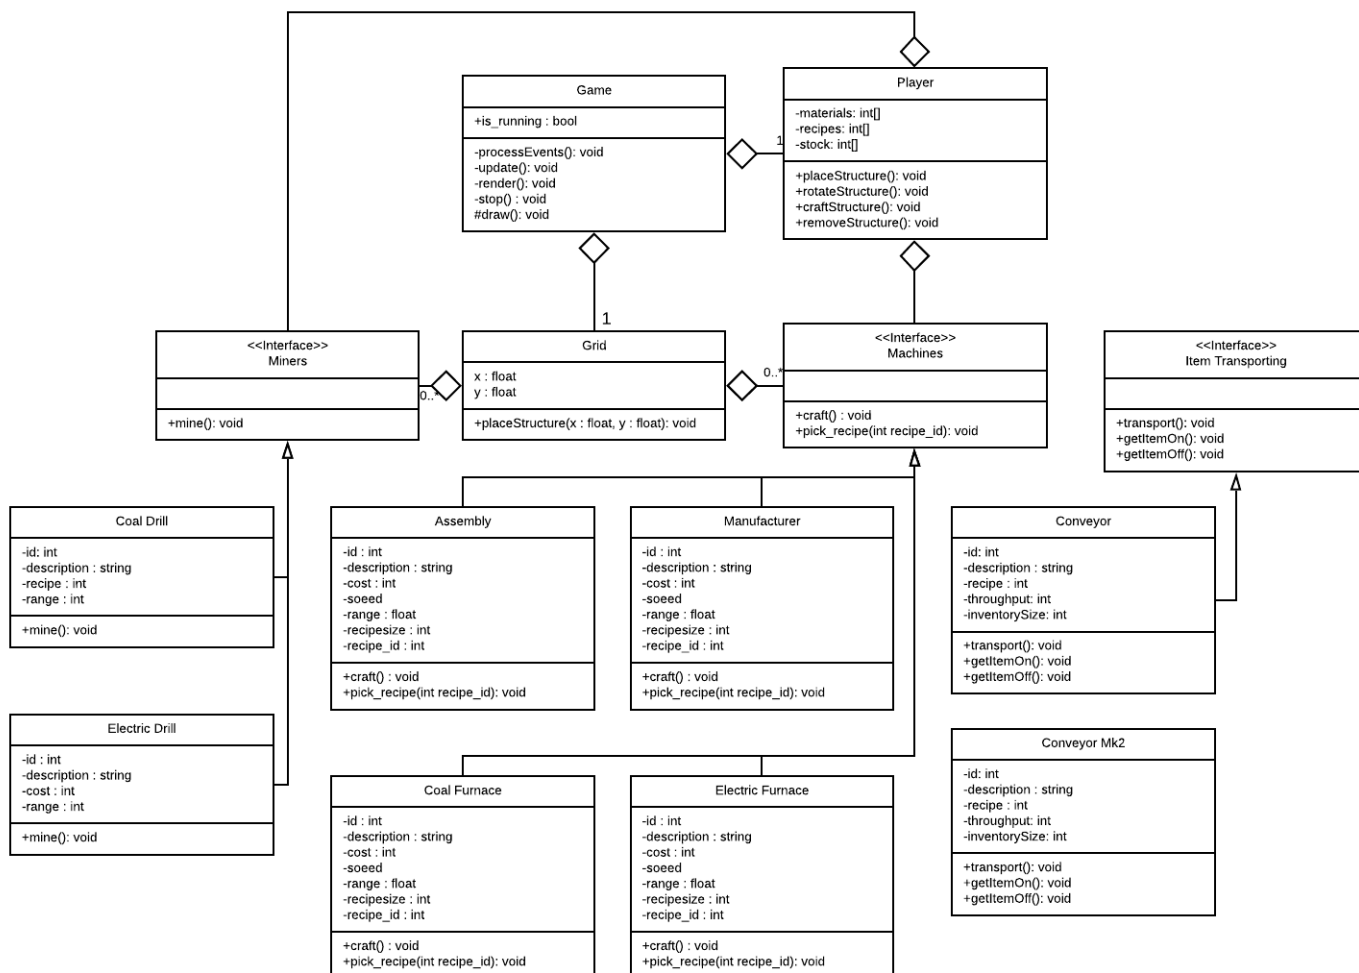 Game
+is_running : bool
-processEvents(): void
-update(): void
-render(): void
-stop() : void
#draw(): void
Player
-materials: int[]
-recipes: int[]
-stock: int[]
+placeStructure(): void
+rotateStructure(): void
+craftStructure(): void
+removeStructure(): void
1
1
<<Interface>>
Miners
+mine(): void
0..*
Grid
x : float
y : float
+placeStructure(x : float, y : float): void
0..*
<<Interface>>
Machines
+craft() : void
+pick_recipe(int recipe_id): void
<<Interface>>
Item Transporting
+transport(): void
+getItemOn(): void
+getItemOff(): void
Coal Drill
-id: int
-description : string
-recipe : int
-range : int
+mine(): void
Assembly
-id : int
-description : string
-cost : int
-soeed
-range : float
-recipesize : int
-recipe_id : int
+craft() : void
+pick_recipe(int recipe_id): void
Manufacturer
-id : int
-description : string
-cost : int
-soeed
-range : float
-recipesize : int
-recipe_id : int
+craft() : void
+pick_recipe(int recipe_id): void
Conveyor
-id: int
-description: string
-recipe : int
-throughput: int
-inventorySize: int
+transport(): void
+getItemOn(): void
+getItemOff(): void
Electric Drill
-id : int
-description : string
-cost : int
-range : int
+mine(): void
Coal Furnace
-id : int
-description : string
-cost : int
-soeed
-range : float
-recipesize : int
-recipe_id : int
+craft() : void
+pick_recipe(int recipe_id): void
Electric Furnace
-id : int
-description : string
-cost : int
-soeed
-range : float
-recipesize : int
-recipe_id : int
+craft() : void
+pick_recipe(int recipe_id): void
Conveyor Mk2
-id: int
-description: string
-recipe : int
-throughput: int
-inventorySize: int
+transport(): void
+getItemOn(): void
+getItemOff(): void